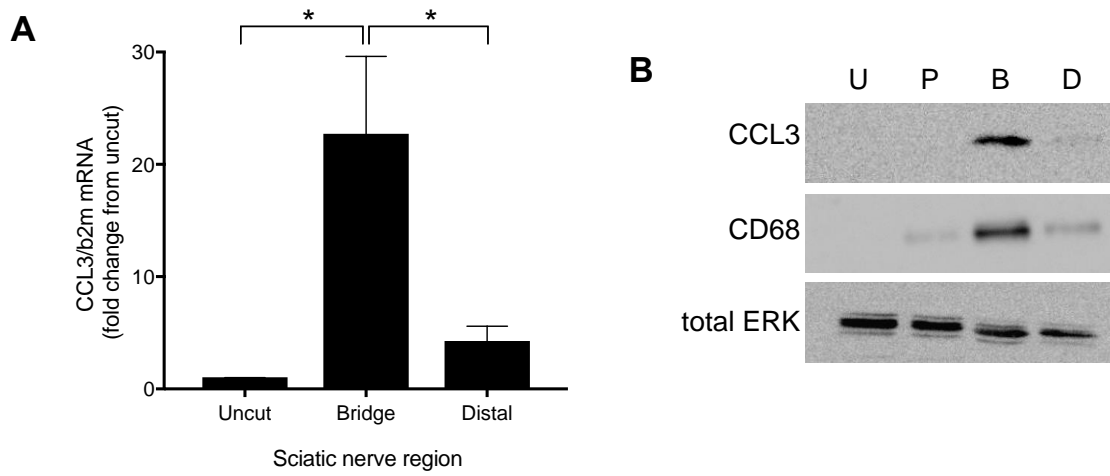 A
* *
30
20
10
0
CCL3/b2m mRNA
(fold change from uncut)
Uncut Bridge Distal
Sciatic nerve region
B
U P B D
CCL3
CD68
total ERK